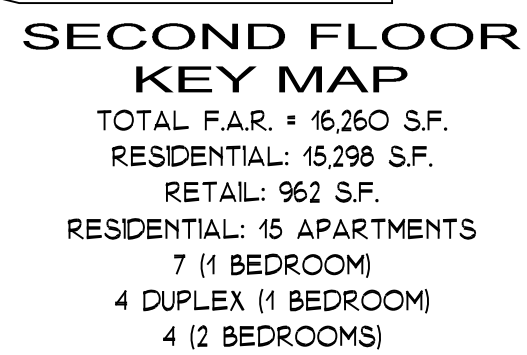 SECOND FLOOR
KEY MAP
TOTAL F.A.R. = 16,260 S.F.
RESIDENTIAL: 15,298 S.F.
RETAIL: 962 S.F.
RESIDENTIAL: 15 APARTMENTS
7 (1 BEDROOM)
4 DUPLEX (1 BEDROOM)
4 (2 BEDROOMS)